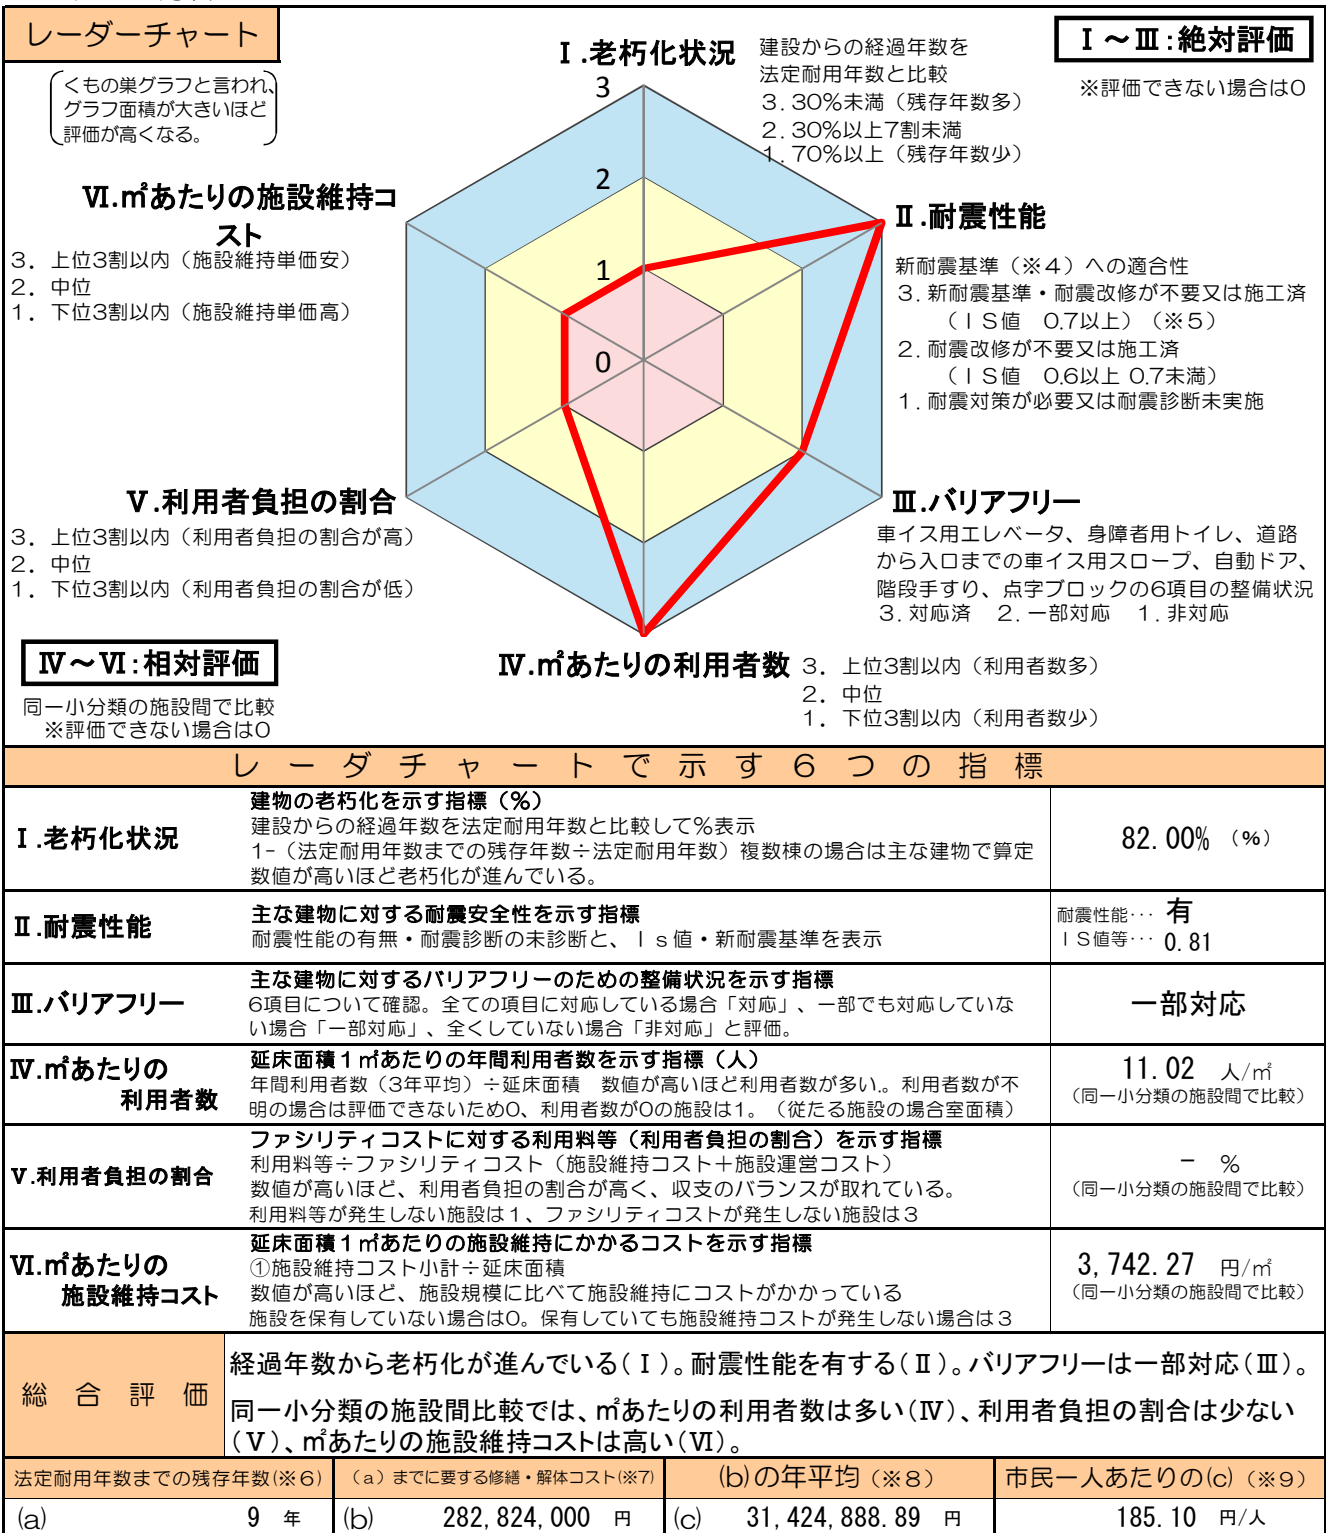 レーダーチャート
くもの巣グラフと言われ、
グラフ面積が大きいほど
評価が高くなる。
Ⅰ～Ⅲ:絶対評価
※評価できない場合は0
Ⅰ.老朽化状況
建設からの経過年数を
法定耐用年数と比較
3.30%未満（残存年数多）
2.30%以上7割未満
1.70%以上（残存年数少）
3
2
1
0
Ⅵ.㎡あたりの施設維持コ
スト
3. 上位3割以内（施設維持単価安）
2. 中位
1. 下位3割以内（施設維持単価高）
Ⅱ.耐震性能
新耐震基準（※4）への適合性
3.新耐震基準・耐震改修が不要又は施工済
（ＩＳ値 0.7以上）（※5）
2.耐震改修が不要又は施工済
（ＩＳ値 0.6以上 0.7未満）
1.耐震対策が必要又は耐震診断未実施
Ⅴ.利用者負担の割合
3. 上位3割以内（利用者負担の割合が高）
2. 中位
1. 下位3割以内（利用者負担の割合が低）
Ⅲ.バリアフリー
車イス用エレベータ、身障者用トイレ、道路
から入口までの車イス用スロープ、自動ドア、
階段手すり、点字ブロックの6項目の整備状況
3.対応済 2.一部対応 1.非対応
Ⅳ～Ⅵ:相対評価
同一小分類の施設間で比較
※評価できない場合は0
Ⅳ.㎡あたりの利用者数
3. 上位3割以内（利用者数多）
2. 中位
1. 下位3割以内（利用者数少）
レーダチャートで示す6つの指標
Ⅰ.老朽化状況
建物の老朽化を示す指標（%）
建設からの経過年数を法定耐用年数と比較して%表示
1-（法定耐用年数までの残存年数÷法定耐用年数）複数棟の場合は主な建物で算定
数値が高いほど老朽化が進んでいる。
82.00% （%）
Ⅱ.耐震性能
主な建物に対する耐震安全性を示す指標
耐震性能の有無・耐震診断の未診断と、Ｉｓ値・新耐震基準を表示
耐震性能… 有
ＩＳ値等… 0.81
Ⅲ.バリアフリー
主な建物に対するバリアフリーのための整備状況を示す指標
6項目について確認。全ての項目に対応している場合「対応」、一部でも対応していな
い場合「一部対応」、全くしていない場合「非対応」と評価。
一部対応
Ⅳ.㎡あたりの
利用者数
延床面積1㎡あたりの年間利用者数を示す指標（人）
年間利用者数（3年平均）÷延床面積 数値が高いほど利用者数が多い。利用者数が不
明の場合は評価できないため0、利用者数が0の施設は1。（従たる施設の場合室面積）
11.02 人/㎡
（同一小分類の施設間で比較）
Ⅴ.利用者負担の割合
ファシリティコストに対する利用料等（利用者負担の割合）を示す指標
利用料等÷ファシリティコスト（施設維持コスト＋施設運営コスト）
数値が高いほど、利用者負担の割合が高く、収支のバランスが取れている。
利用料等が発生しない施設は1、ファシリティコストが発生しない施設は3
－ %
（同一小分類の施設間で比較）
Ⅵ.㎡あたりの
施設維持コスト
延床面積1㎡あたりの施設維持にかかるコストを示す指標
①施設維持コスト小計÷延床面積
数値が高いほど、施設規模に比べて施設維持にコストがかかっている
施設を保有していない場合は0。保有していても施設維持コストが発生しない場合は3
3,742.27 円/㎡
（同一小分類の施設間で比較）
総合評価
経過年数から老朽化が進んでいる(Ⅰ)。耐震性能を有する(Ⅱ)。バリアフリーは一部対応(Ⅲ)。
同一小分類の施設間比較では、㎡あたりの利用者数は多い(Ⅳ)、利用者負担の割合は少ない
(Ⅴ)、㎡あたりの施設維持コストは高い(Ⅵ)。
法定耐用年数までの残存年数(※6)
（a）までに要する修繕・解体コスト(※7)
(b)の年平均（※8）
市民一人あたりの(c)（※9）
(a) 9 年
(b) 282,824,000 円
(c) 31,424,888.89 円
185.10 円/人